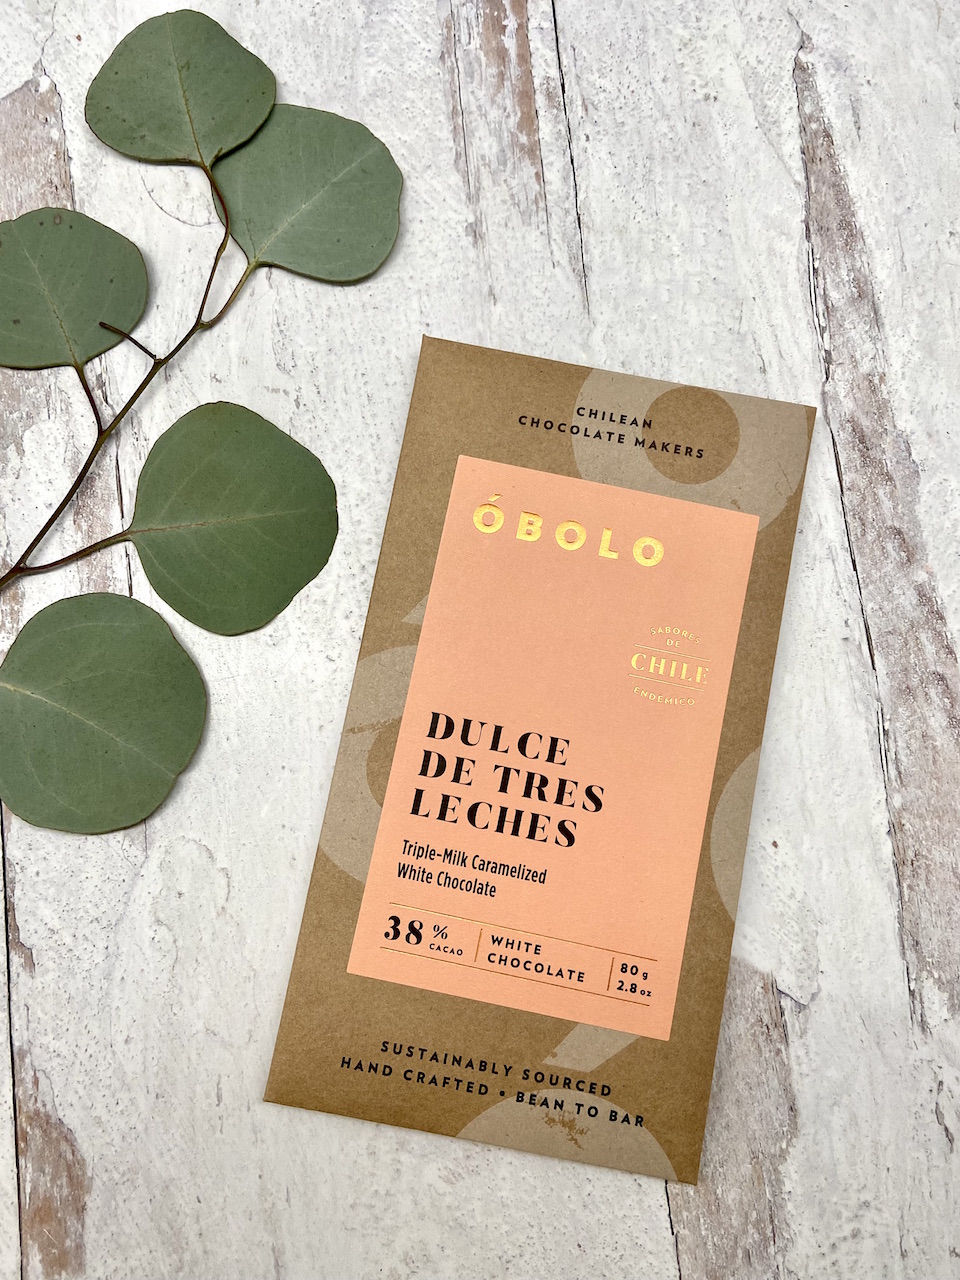 CHILEAN
CHOCOLATE MAKERS
ÓBOLO
SABORES
DE
CHILE
ENDÉMICO
DULCE
DE TRES
LECHES
Triple-Milk Caramelized
White Chocolate
38% CACAO
WHITE
CHOCOLATE
80 g
2.8 oz
SUSTAINABLY SOURCED
HAND CRAFTED • BEAN TO BAR